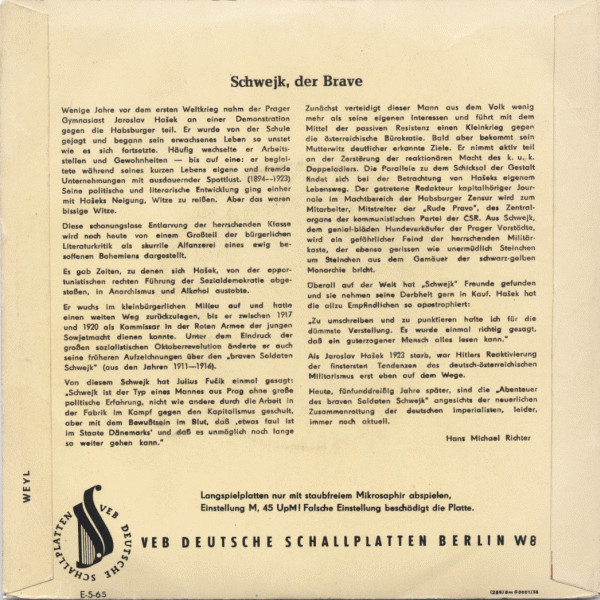 Schwejk, der Brave
Wenige Jahre vor dem ersten Weltkrieg nahm der Prager
Gymnasiast Jaroslav Hašek an einer Demonstration
gegen die Habsburger teil. Er wurde von der Schule
gejagt und begann sein erwachsenes Leben so unstet
wie es sich fortsetzte. Häufig wechselte er Arbeits-
stellen und Gewohnheiten — bis auf eine: er beglei-
tete während seines kurzen Lebens eigene und fremde
Unternehmungen mit ausdauernder Spottlust. (1894—1923)
Seine politische und literarische Entwicklung ging einher
mit Hašeks Neigung, Witze zu reißen. Aber das waren
bissige Witze.
Diese schonungslose Entlarvung der herrschenden Klasse
wird noch heute von einem Großteil der bürgerlichen
Literaturkritik als skurrile Alfanzerei eines ewig be-
soffenen Bohemiens dargestellt.
Es gab Zeiten, zu denen sich Hašek, von der oppor-
tunistischen rechten Führung der Sozialdemokratie abge-
stoßen, in Anarchismus und Alkohol austobte.
Er wuchs im kleinbürgerlichen Milieu auf und hatte
einen weiten Weg zurückzulegen, bis er zwischen 1917
und 1920 als Kommissar in der Roten Armee der jungen
Sowjetmacht dienen konnte. Unter dem Eindruck der
großen sozialistischen Oktoberrevolution änderte er auch
seine früheren Aufzeichnungen über den „braven Soldaten
Schwejk" (aus den Jahren 1911—1916).
Von diesem Schwejk hat Julius Fučik einmal gesagt:
„Schwejk ist der Typ eines Mannes aus Prag ohne große
politische Erfahrung, nicht wie andere durch die Arbeit in
der Fabrik im Kampf gegen den Kapitalismus geschult,
aber mit dem Bewußtsein im Blut, daß ‚etwas faul ist
im Staate Dänemarks' und daß es unmöglich noch lange
so weiter gehen kann."
Zunächst verteidigt dieser Mann aus dem Volk wenig
mehr als seine eigenen Interessen und führt mit dem
Mittel der passiven Resistenz einen Kleinkrieg gegen
die österreichische Bürokratie. Bald aber bekommt sein
Mutterwitz deutlicher erkannte Ziele. Er nimmt aktiv teil
an der Zerstörung der reaktionären Macht des k. u. k.
Doppeladlers. Die Parallele zu dem Schicksal der Gestalt
findet sich bei der Betrachtung von Hašeks eigenem
Lebensweg. Der getretene Redakteur kapitalhöriger Jour-
nale im Machtbereich der Habsburger Zensur wird zum
Mitarbeiter, Mitstreiter der „Rude Pravo", des Zentral-
organs der kommunistischen Partei der ČSR. Aus Schwejk,
dem genial-blöden Hundeverkäufer der Prager Vorstädte,
wird ein gefährlicher Feind der herrschenden Militär-
kaste, der ebenso gerissen wie unermüdlich Steinchen
um Steinchen aus dem Gemäuer der schwarz-gelben
Monarchie bricht.
Überall auf der Welt hat „Schwejk" Freunde gefunden
und sie nehmen seine Derbheit gern in Kauf. Hašek hat
die allzu Empfindlichen so apostrophiert:
„Zu umschreiben und zu punktieren halte ich für die
dümmste Verstellung. Es wurde einmal richtig gesagt,
daß ein guterzogener Mensch alles lesen kann."
Als Jaroslav Hašek 1923 starb, war Hitlers Reaktivierung
der finstersten Tendenzen des deutsch-österreichischen
Militarismus erst eben auf dem Wege.
Heute, fünfunddreißig Jahre später, sind die „Abenteuer
des braven Soldaten Schwejk" angesichts der neuerlichen
Zusammenrottung der deutschen Imperialisten, leider,
immer noch aktuell.
Hans Michael Richter
WEYL
Langspielplatten nur mit staubfreiem Mikrosaphir abspielen,
Einstellung M, 45 UpM! Falsche Einstellung beschädigt die Platte.
VEB DEUTSCHE SCHALLPLATTEN
VEB DEUTSCHE SCHALLPLATTEN BERLIN W8
E-5-65